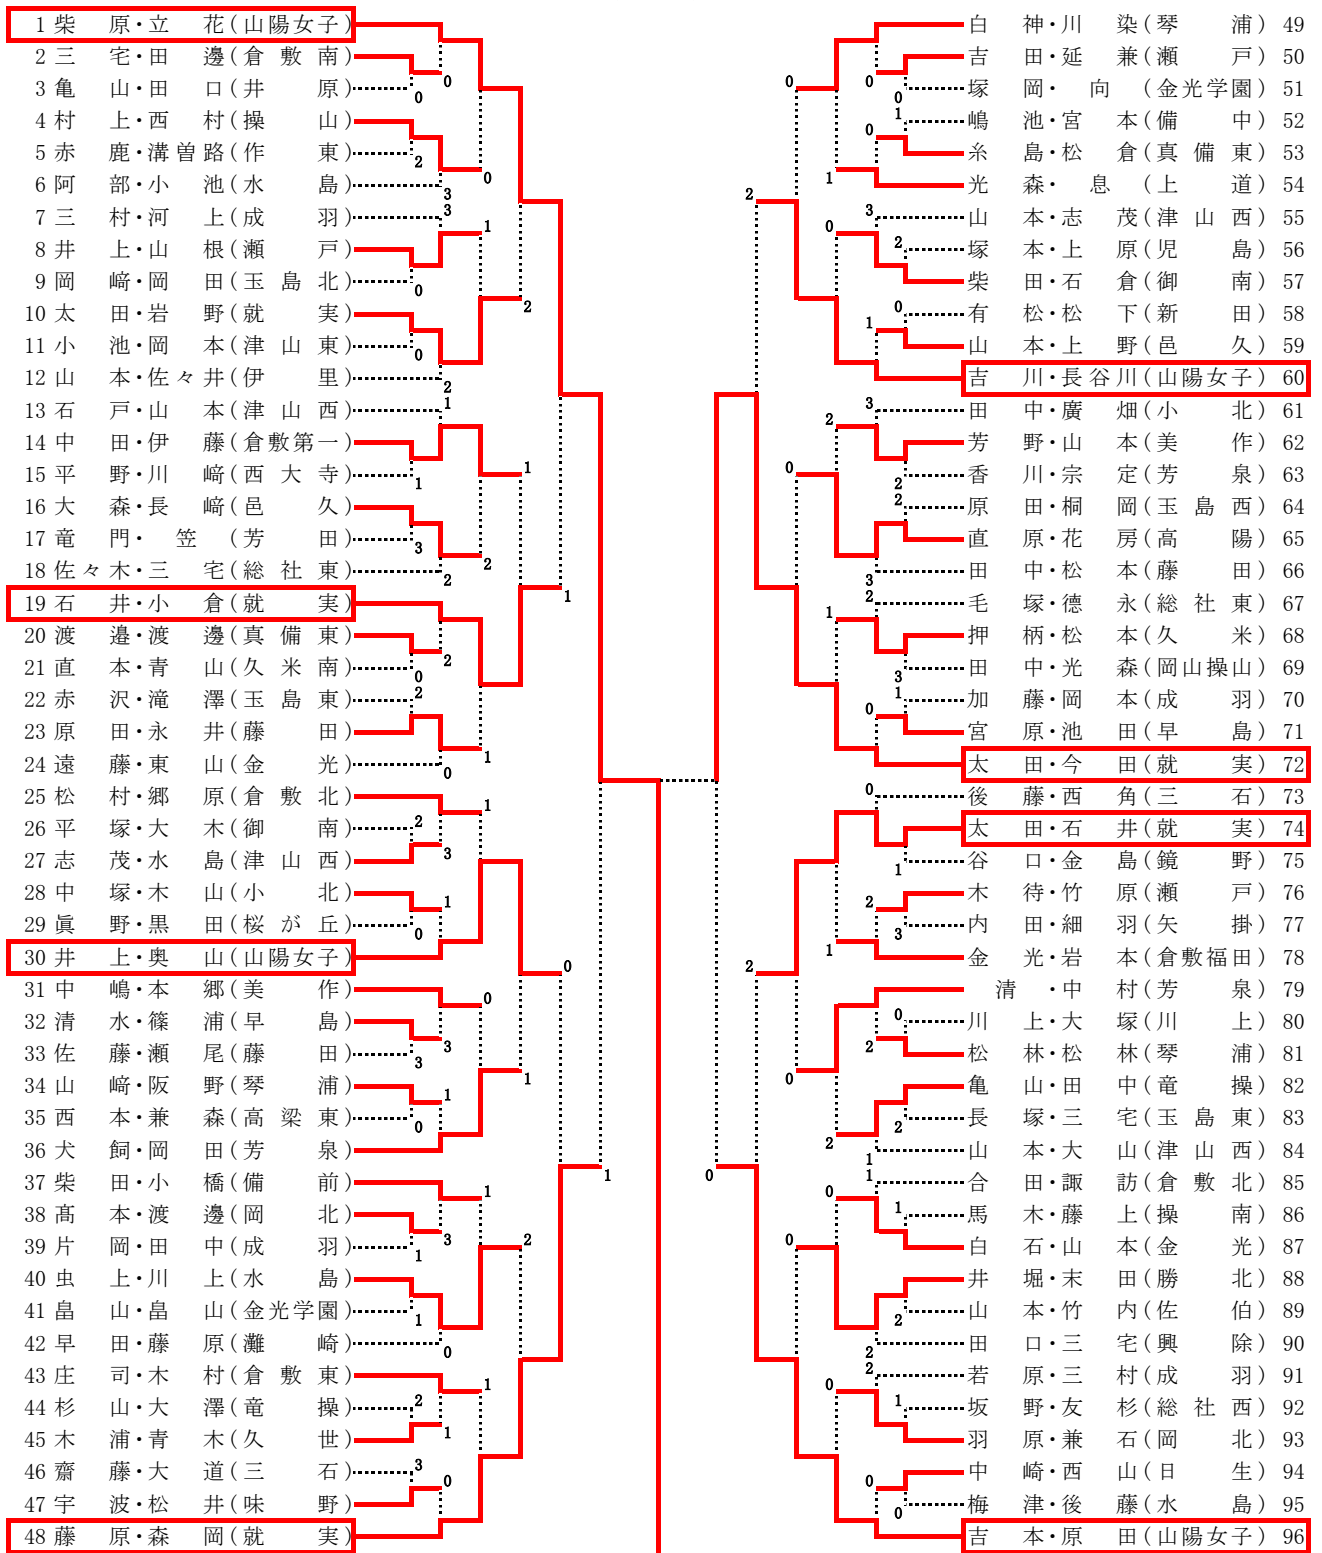 1 柴 原・立 花(山陽女子)
2 三 宅・田 邊(倉 敷 南)
3 亀 山・田 口(井 原)
4 村 上・西 村(操 山)
5 赤 鹿・溝曽路(作 東)
6 阿 部・小 池(水 島)
7 三 村・河 上(成 羽)
8 井 上・山 根(瀬 戸)
9 岡 﨑・岡 田(玉 島 北)
10 太 田・岩 野(就 実)
11 小 池・岡 本(津 山 東)
12 山 本・佐々井(伊 里)
13 石 戸・山 本(津 山 西)
14 中 田・伊 藤(倉敷第一)
15 平 野・川 﨑(西 大 寺)
16 大 森・長 﨑(邑 久)
17 竜 門・ 笠 (芳 田)
18 佐々木・三 宅(総 社 東)
19 石 井・小 倉(就 実)
20 渡 邉・渡 邊(真 備 東)
21 直 本・青 山(久 米 南)
22 赤 沢・滝 澤(玉 島 東)
23 原 田・永 井(藤 田)
24 遠 藤・東 山(金 光)
25 松 村・郷 原(倉 敷 北)
26 平 塚・大 木(御 南)
27 志 茂・水 島(津 山 西)
28 中 塚・木 山(小 北)
29 眞 野・黒 田(桜 が 丘)
30 井 上・奥 山(山陽女子)
31 中 嶋・本 郷(美 作)
32 清 水・篠 浦(早 島)
33 佐 藤・瀬 尾(藤 田)
34 山 﨑・阪 野(琴 浦)
35 西 本・兼 森(高 梁 東)
36 犬 飼・岡 田(芳 泉)
37 柴 田・小 橋(備 前)
38 髙 本・渡 邊(岡 北)
39 片 岡・田 中(成 羽)
40 虫 上・川 上(水 島)
41 畠 山・畠 山(金光学園)
42 早 田・藤 原(灘 崎)
43 庄 司・木 村(倉 敷 東)
44 杉 山・大 澤(竜 操)
45 木 浦・青 木(久 世)
46 齋 藤・大 道(三 石)
47 宇 波・松 井(味 野)
48 藤 原・森 岡(就 実)
白 神・川 染(琴 浦) 49
吉 田・延 兼(瀬 戸) 50
塚 岡・ 向 (金光学園) 51
嶋 池・宮 本(備 中) 52
糸 島・松 倉(真 備 東) 53
光 森・ 息 (上 道) 54
山 本・志 茂(津 山 西) 55
塚 本・上 原(児 島) 56
柴 田・石 倉(御 南) 57
有 松・松 下(新 田) 58
山 本・上 野(邑 久) 59
吉 川・長谷川(山陽女子) 60
田 中・廣 畑(小 北) 61
芳 野・山 本(美 作) 62
香 川・宗 定(芳 泉) 63
原 田・桐 岡(玉 島 西) 64
直 原・花 房(高 陽) 65
田 中・松 本(藤 田) 66
毛 塚・德 永(総 社 東) 67
押 柄・松 本(久 米) 68
田 中・光 森(岡山操山) 69
加 藤・岡 本(成 羽) 70
宮 原・池 田(早 島) 71
太 田・今 田(就 実) 72
後 藤・西 角(三 石) 73
太 田・石 井(就 実) 74
谷 口・金 島(鏡 野) 75
木 待・竹 原(瀬 戸) 76
内 田・細 羽(矢 掛) 77
金 光・岩 本(倉敷福田) 78
清 ・中 村(芳 泉) 79
川 上・大 塚(川 上) 80
松 林・松 林(琴 浦) 81
亀 山・田 中(竜 操) 82
長 塚・三 宅(玉 島 東) 83
山 本・大 山(津 山 西) 84
合 田・諏 訪(倉 敷 北) 85
馬 木・藤 上(操 南) 86
白 石・山 本(金 光) 87
井 堀・末 田(勝 北) 88
山 本・竹 内(佐 伯) 89
田 口・三 宅(興 除) 90
若 原・三 村(成 羽) 91
坂 野・友 杉(総 社 西) 92
羽 原・兼 石(岡 北) 93
中 崎・西 山(日 生) 94
梅 津・後 藤(水 島) 95
吉 本・原 田(山陽女子) 96